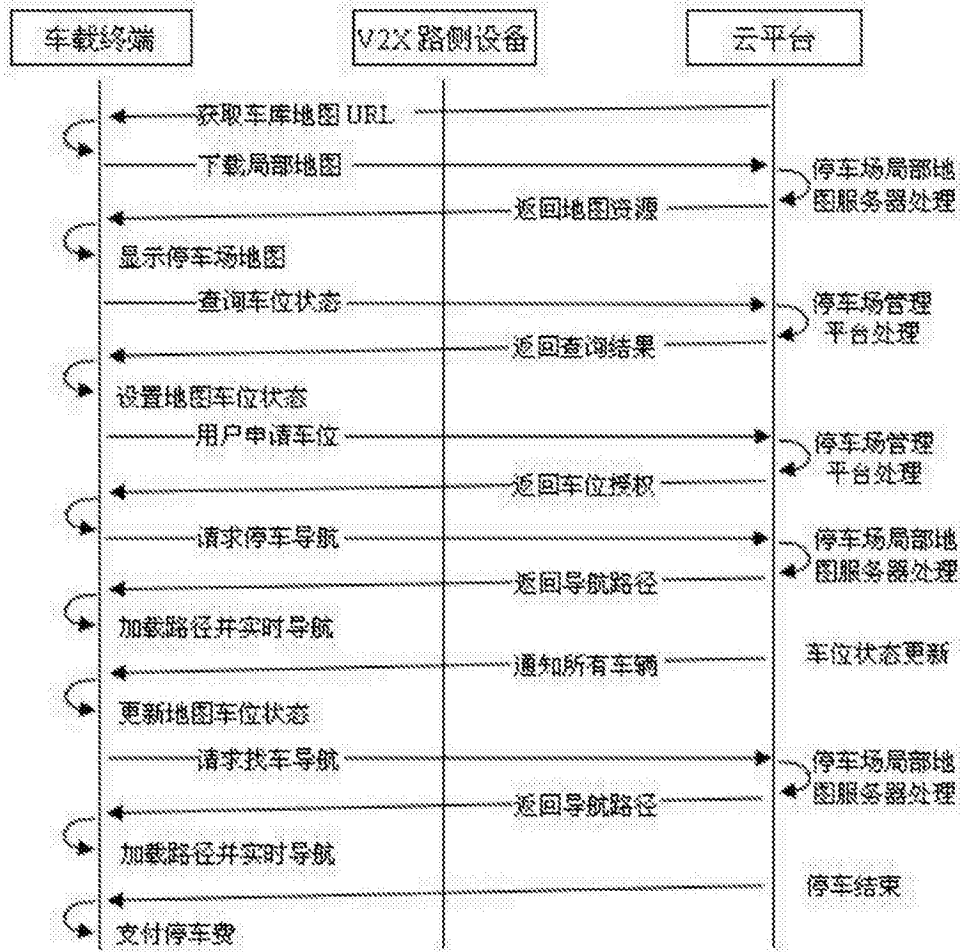 车载终端
V2X 路侧设备
云平台
获取车库地图 URL
下载局部地图
停车场局部地
图服务器处理
返回地图资源
显示停车场地图
查询车位状态
停车场管理
平台处理
返回查询结果
设置地图车位状态
用户申请车位
停车场管理
平台处理
返回车位授权
请求停车导航
停车场局部地
图服务器处理
返回导航路径
加载路径并实时导航
车位状态更新
通知所有车辆
更新地图车位状态
请求找车导航
停车场局部地
图服务器处理
返回导航路径
加载路径并实时导航
停车结束
支付停车费